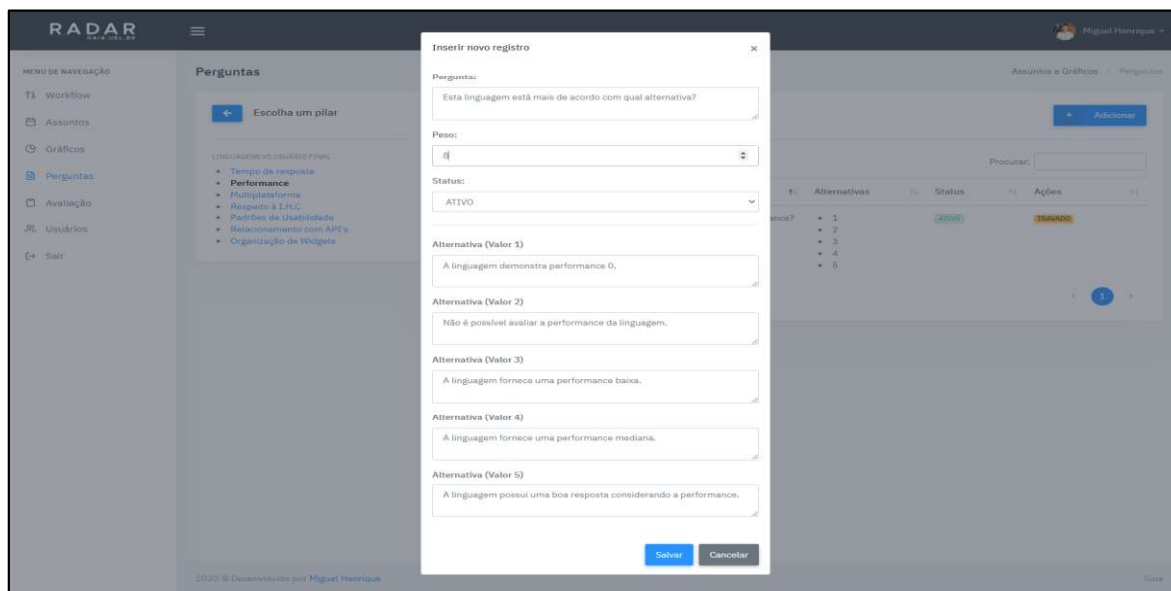 RADAR
GAIA.UEL.BR
Miguel Henrique
MENU DE NAVEGAÇÃO
Workflow
Assuntos
Gráficos
Perguntas
Avaliação
Usuários
Sair
Perguntas
Assuntos e Gráficos
Perguntas
Escolha um pilar
LINGUAGENS VS USUÁRIO FINAL
Tempo de resposta
Performance
Multiplataforma
Respeito à I.H.C
Padrões de Usabilidade
Relacionamento com API's
Organização de Widgets
+ Adicionar
Procurar:
Alternativas
Status
Ações
ance?
1
2
3
4
5
ATIVO
TRAVADO
1
Inserir novo registro
×
Pergunta:
Esta linguagem está mais de acordo com qual alternativa?
Peso:
Status:
ATIVO
Alternativa (Valor 1)
A linguagem demonstra performance 0.
Alternativa (Valor 2)
Não é possível avaliar a performance da linguagem.
Alternativa (Valor 3)
A linguagem fornece uma performance baixa.
Alternativa (Valor 4)
A linguagem fornece uma performance mediana.
Alternativa (Valor 5)
A linguagem possui uma boa resposta considerando a performance.
Salvar
Cancelar
2020 © Desenvolvido por Miguel Henrique
Gaia